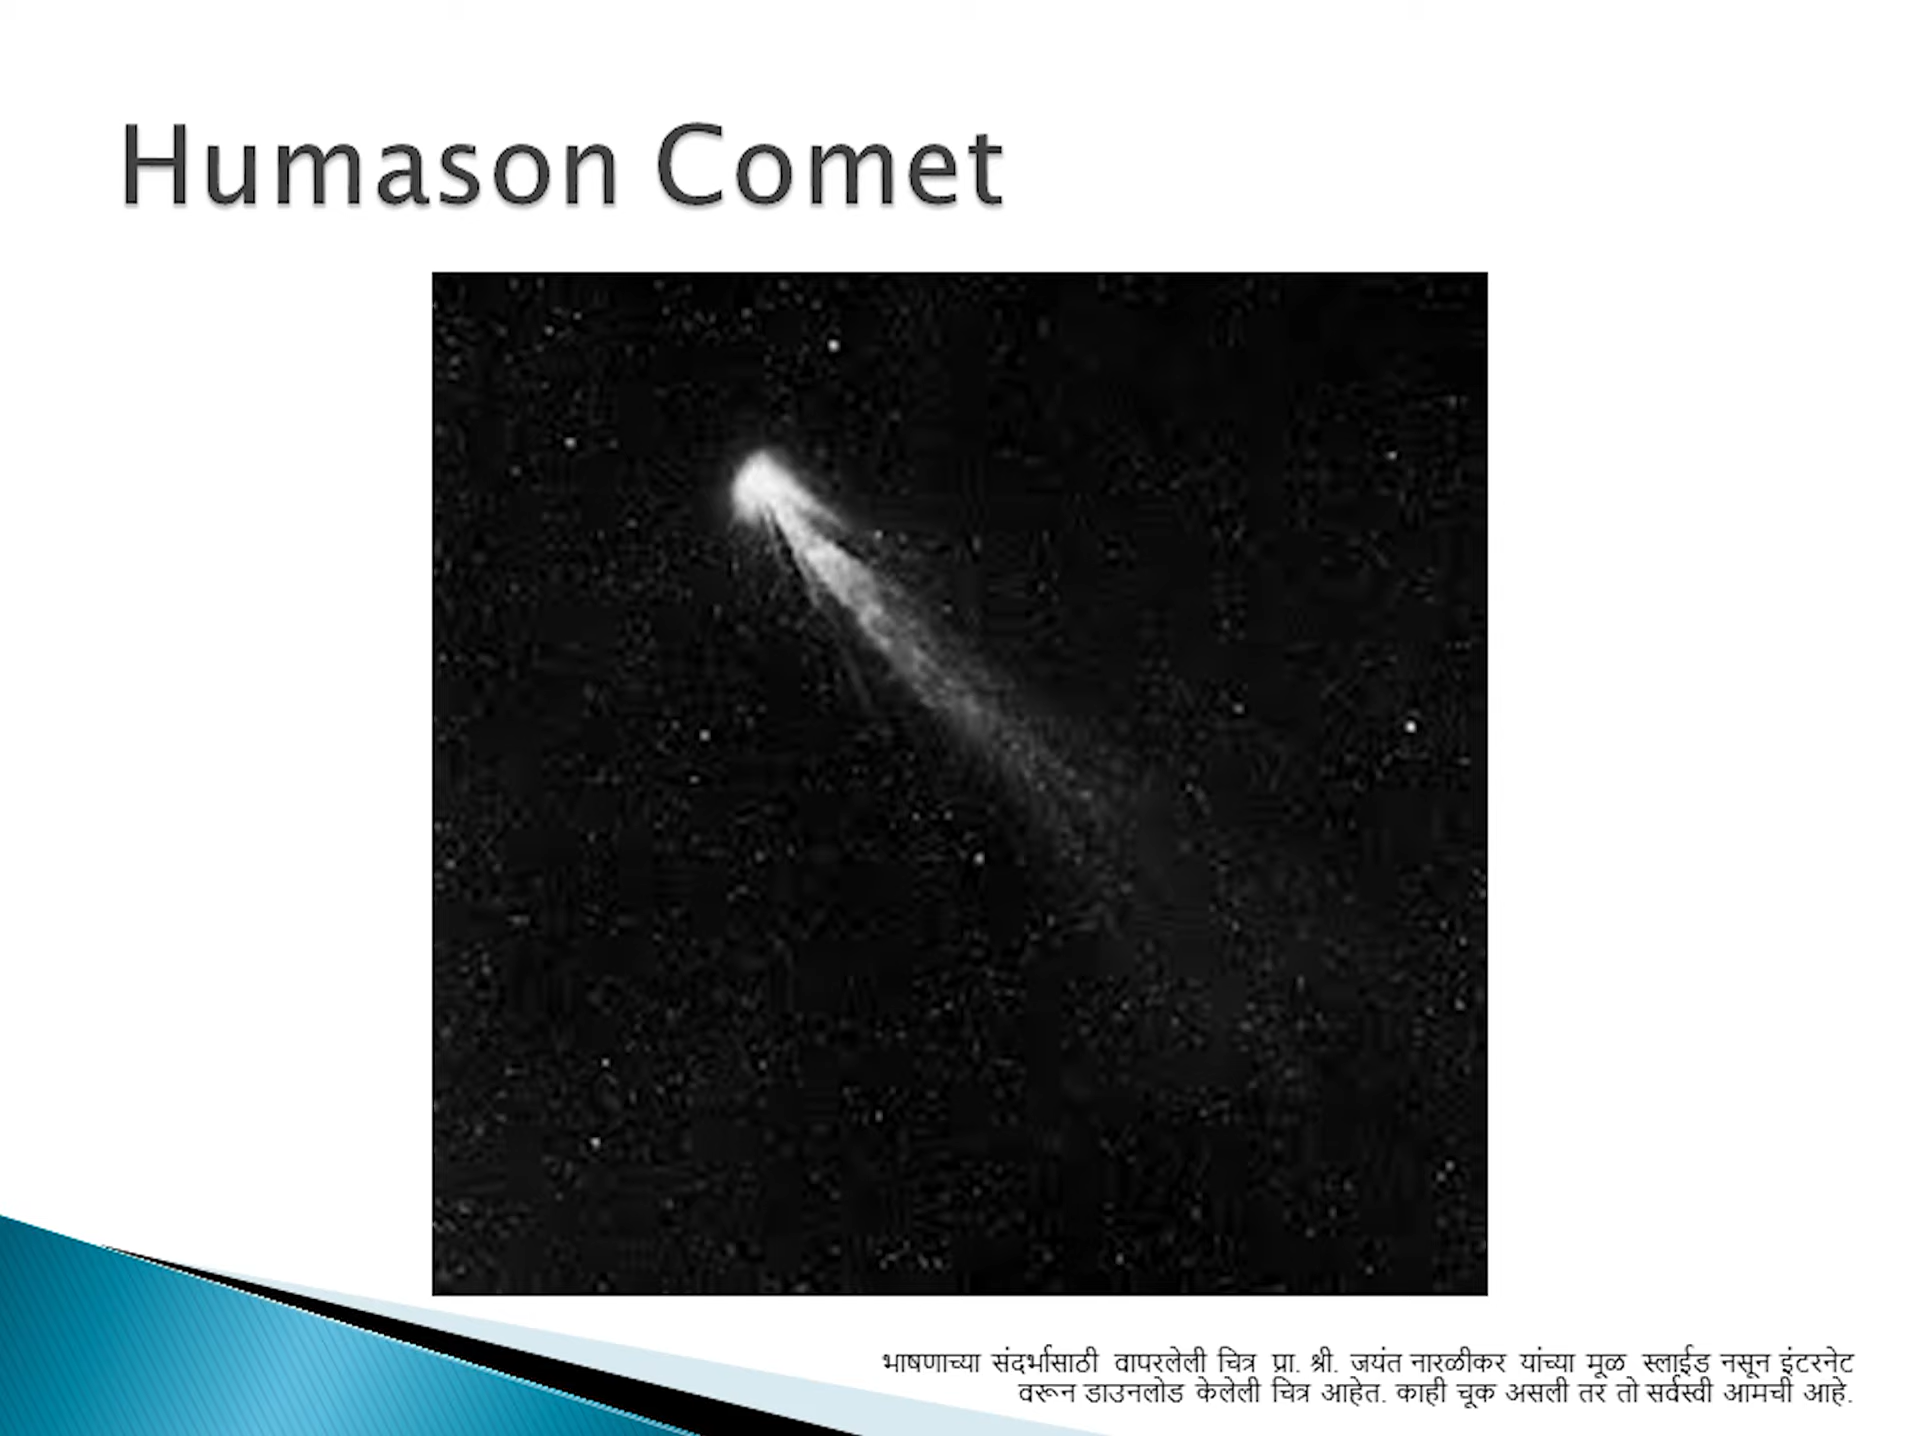 Humason Comet
भाषणाच्या संदर्भासाठी वापरलेली चित्र प्रा. श्री. जयंत नारळीकर यांच्या मूळ स्लाईड नसून इंटरनेट
वरून डाउनलोड केलेली चित्र आहेत. काही चूक असली तर तो सर्वस्वी आमची आहे.